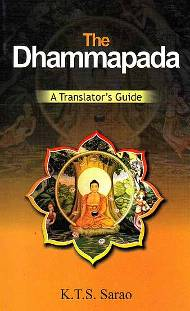 The
Dhammapada
A Translator's Guide
K.T.S. Sarao